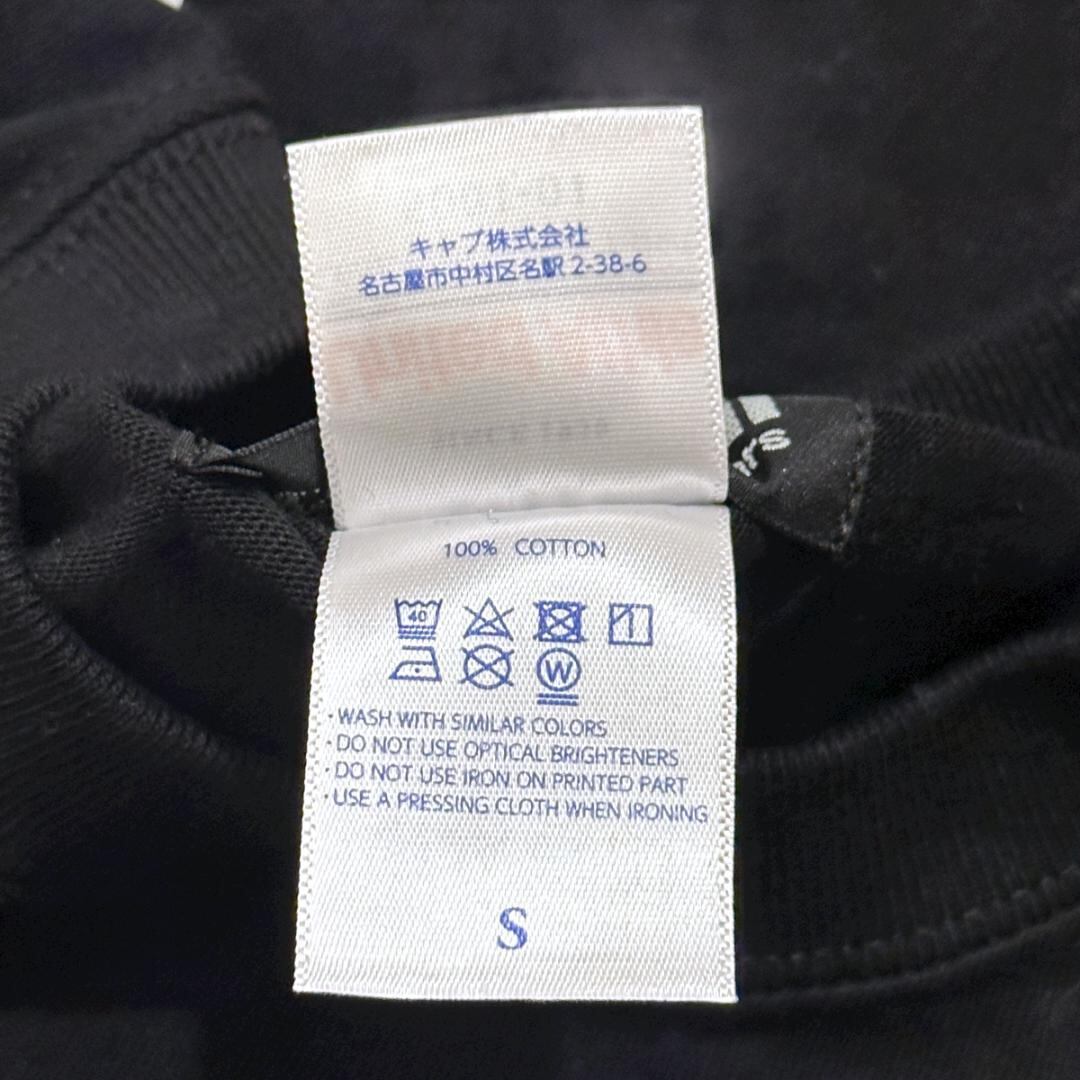 キャブ株式会社
名古屋市中村区名駅 2-38-6
100% COTTON
40
W
・WASH WITH SIMILAR COLORS
・DO NOT USE OPTICAL BRIGHTENERS
・DO NOT USE IRON ON PRINTED PART
・USE A PRESSING CLOTH WHEN IRONING
S